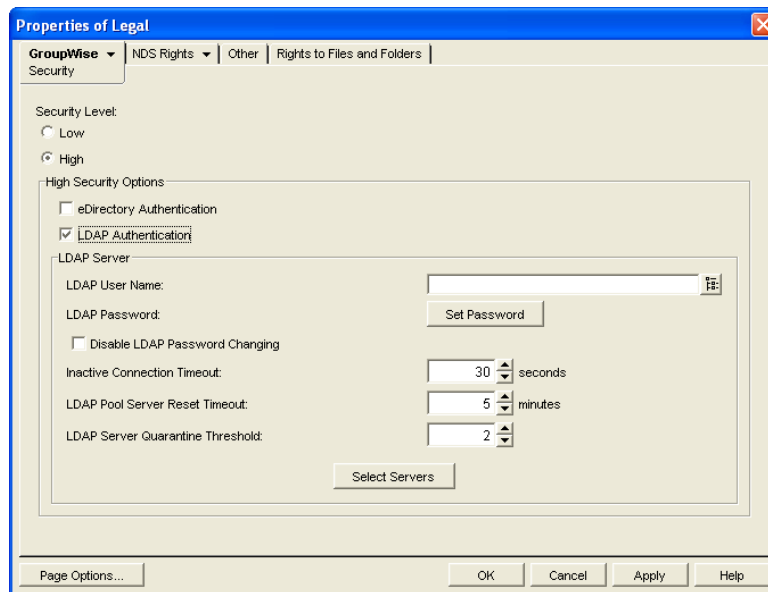 Properties of Legal
GroupWise NDS Rights Other Rights to Files and Folders
Security
Security Level:
Low
High
High Security Options
eDirectory Authentication
LDAP Authentication
LDAP Server
LDAP User Name:
LDAP Password: Set Password
Disable LDAP Password Changing
Inactive Connection Timeout: 30 seconds
LDAP Pool Server Reset Timeout: 5 minutes
LDAP Server Quarantine Threshold: 2
Select Servers
Page Options... OK Cancel Apply Help